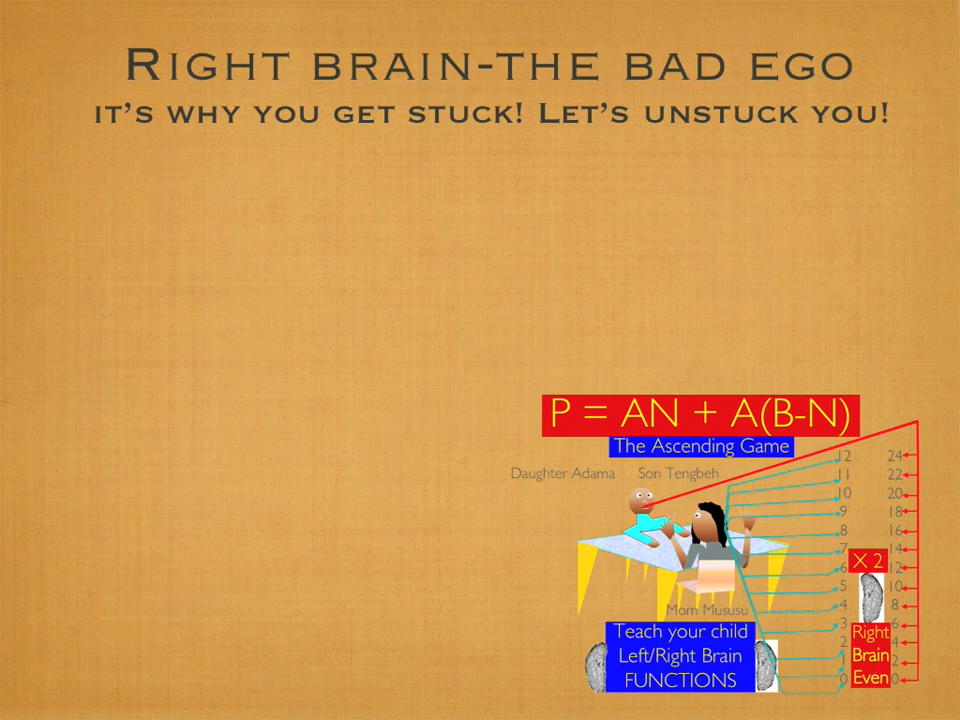 Right brain-the bad ego
it's why you get stuck! Let's unstuck you!
P = AN + A(B-N)
The Ascending Game
Daughter Adama Son Tengbeh
12 24
11 22
10 20
9 18
8 16
7 14
6 12
5 10
4 8
3 6
2 4
1 2
0 0
X 2
Mom Mususu
Teach your child
Left/Right Brain
FUNCTIONS
Right
Brain
Even